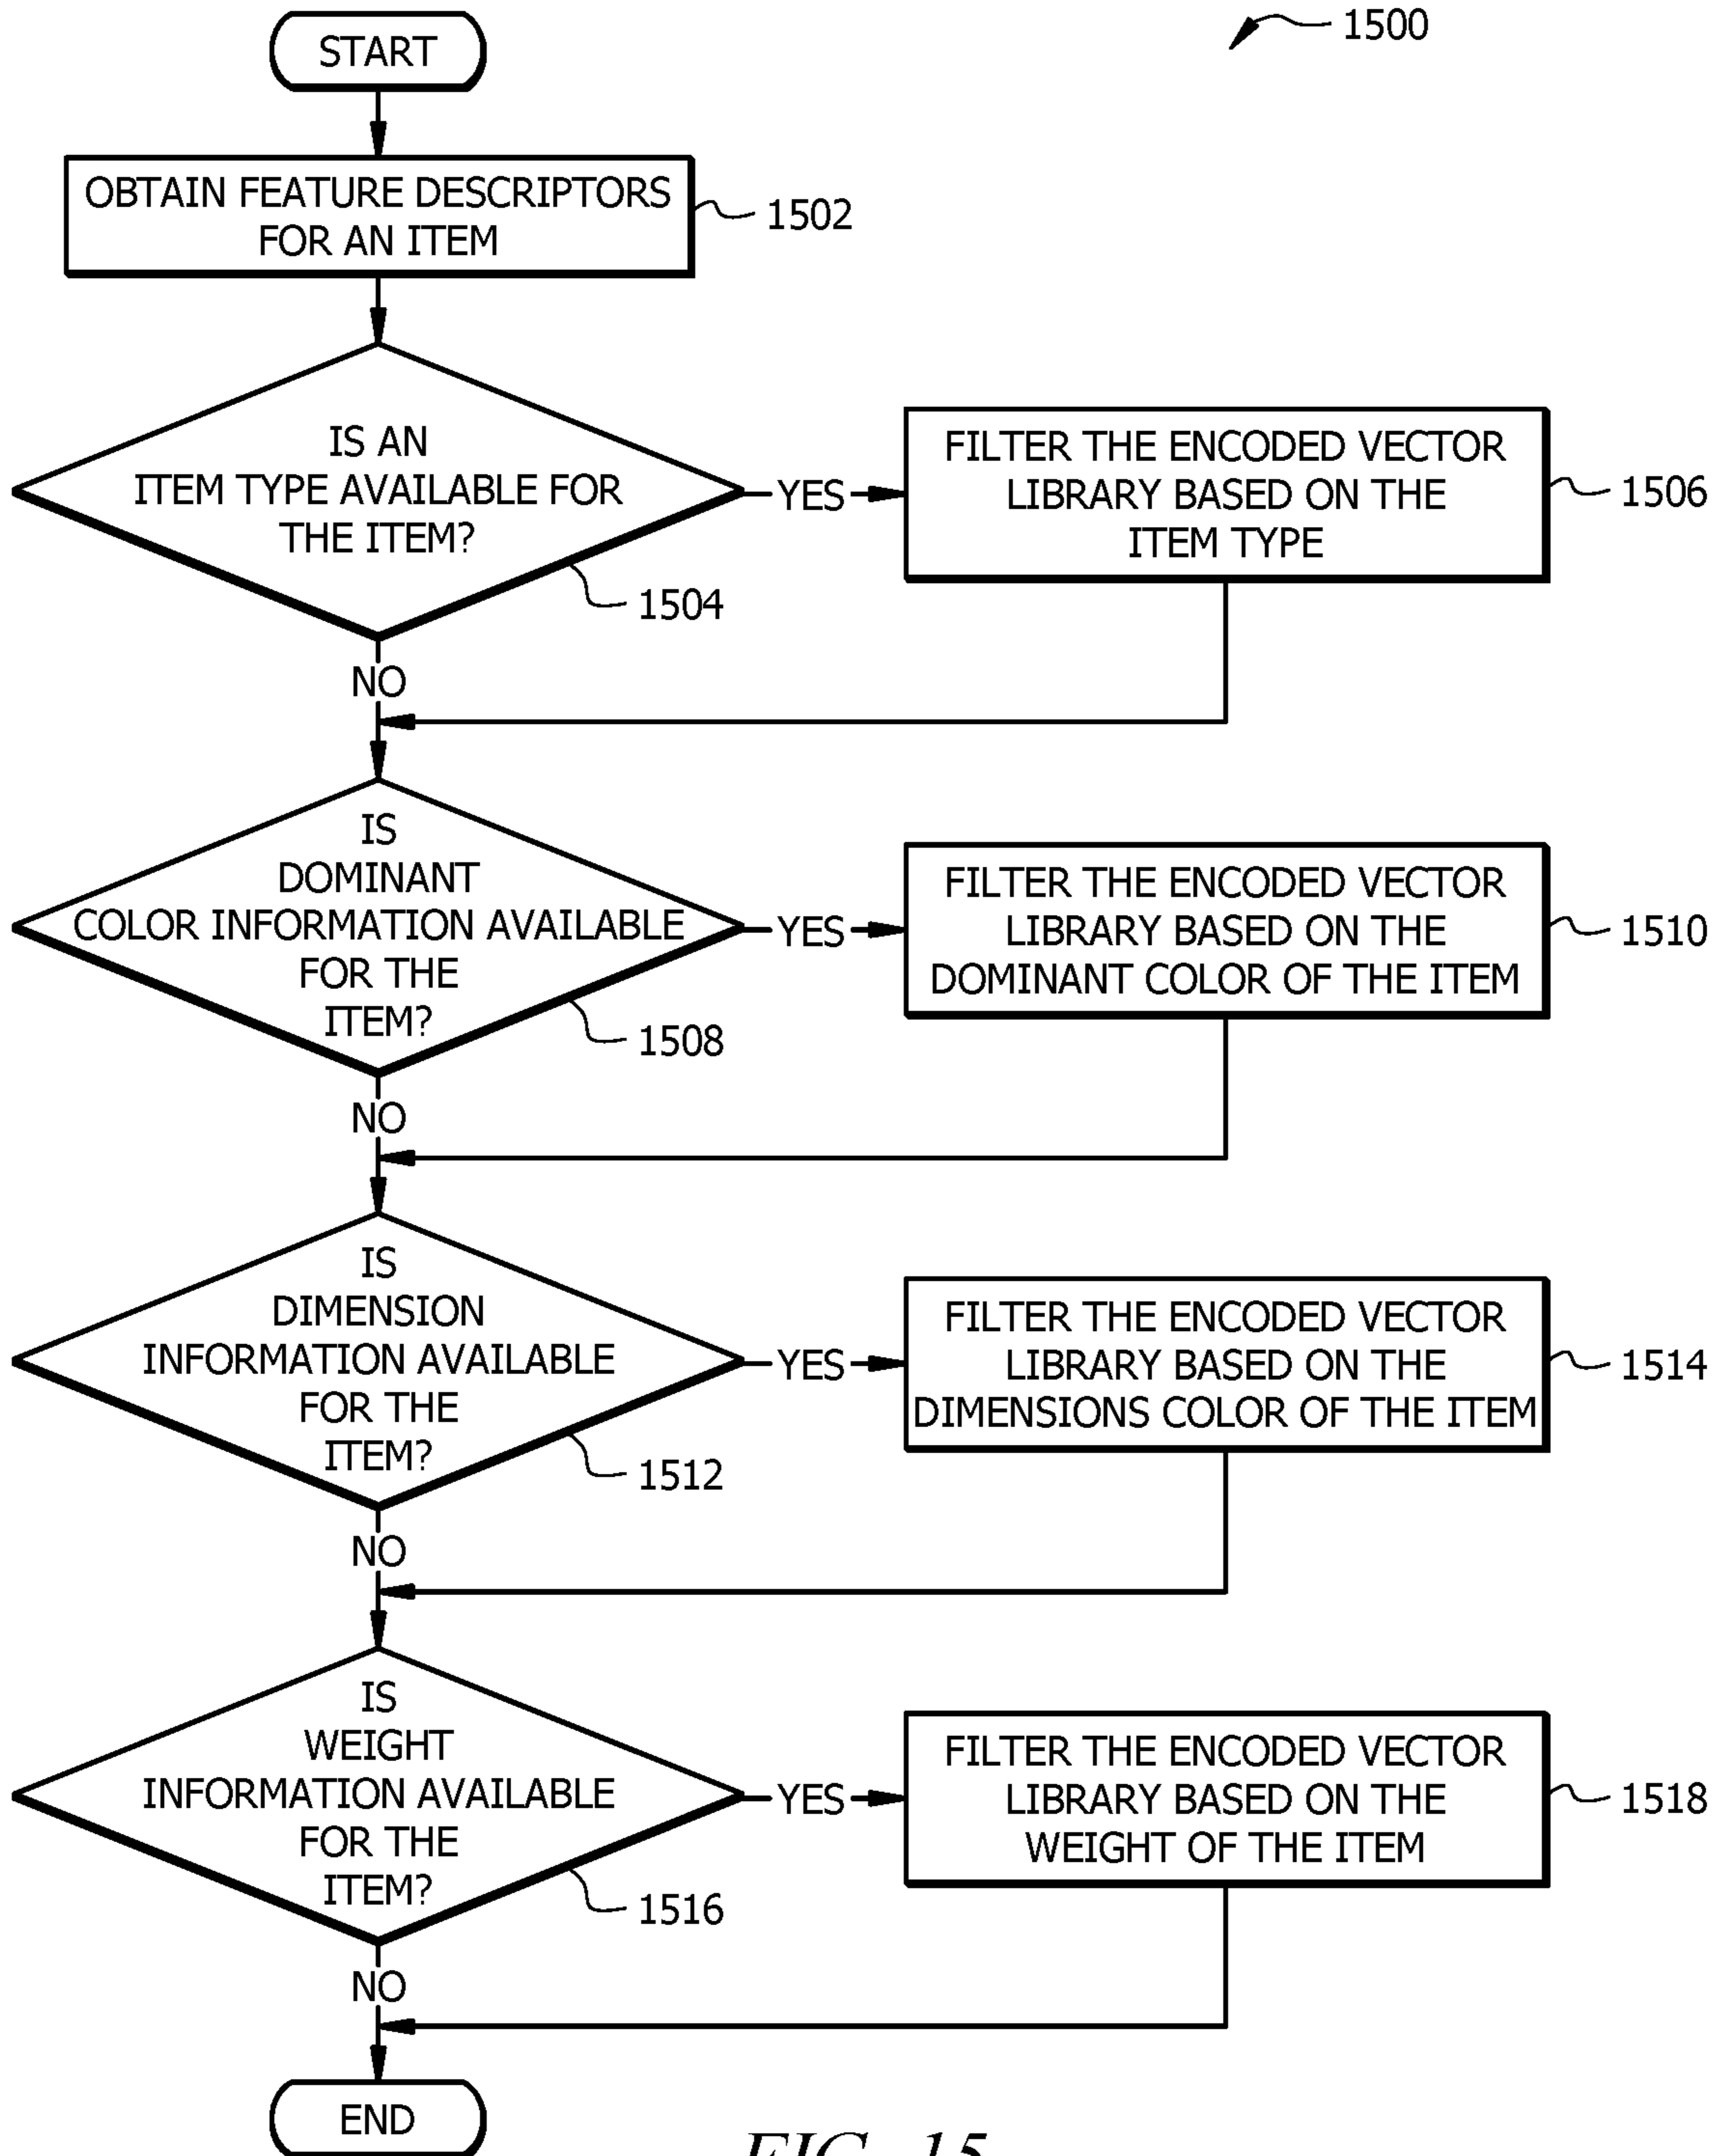 START
1500
OBTAIN FEATURE DESCRIPTORS
FOR AN ITEM
1502
IS AN
ITEM TYPE AVAILABLE FOR
THE ITEM?
1504
YES
FILTER THE ENCODED VECTOR
LIBRARY BASED ON THE
ITEM TYPE
1506
NO
IS
DOMINANT
COLOR INFORMATION AVAILABLE
FOR THE
ITEM?
1508
YES
FILTER THE ENCODED VECTOR
LIBRARY BASED ON THE
DOMINANT COLOR OF THE ITEM
1510
NO
IS
DIMENSION
INFORMATION AVAILABLE
FOR THE
ITEM?
1512
YES
FILTER THE ENCODED VECTOR
LIBRARY BASED ON THE
DIMENSIONS COLOR OF THE ITEM
1514
NO
IS
WEIGHT
INFORMATION AVAILABLE
FOR THE
ITEM?
1516
YES
FILTER THE ENCODED VECTOR
LIBRARY BASED ON THE
WEIGHT OF THE ITEM
1518
NO
END
FIG. 15